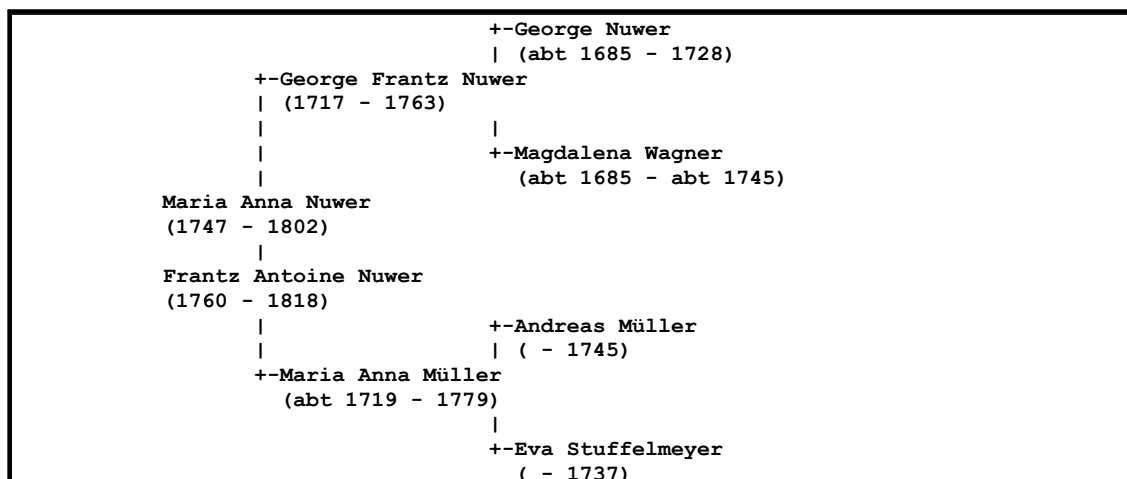 +-George Nuwer
| (abt 1685 - 1728)
+-George Frantz Nuwer
| (1717 - 1763)
| |
| +-Magdalena Wagner
| (abt 1685 - abt 1745)
Maria Anna Nuwer
(1747 - 1802)
|
Frantz Antoine Nuwer
(1760 - 1818)
| +-Andreas Müller
| | ( - 1745)
+-Maria Anna Müller
(abt 1719 - 1779)
|
+-Eva Stuffelmeyer
( - 1737)